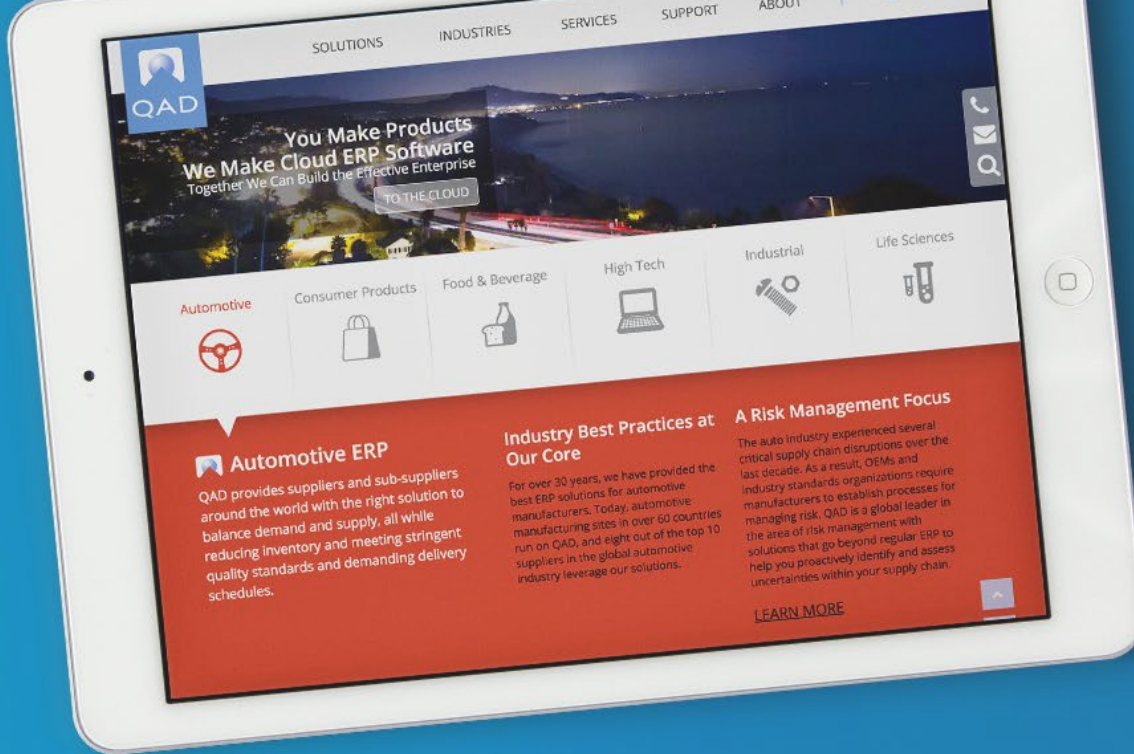 SOLUTIONS
INDUSTRIES
SERVICES
SUPPORT
ABOUT
QAD
You Make Products
We Make Cloud ERP Software
Together We Can Build the Effective Enterprise
TO THE CLOUD
Automotive
Consumer Products
Food & Beverage
High Tech
Industrial
Life Sciences
Automotive ERP
QAD provides suppliers and sub-suppliers
around the world with the right solution to
balance demand and supply, all while
reducing inventory and meeting stringent
quality standards and demanding delivery
schedules.
Industry Best Practices at
Our Core
For over 30 years, we have provided the
best ERP solutions for automotive
manufacturers. Today, automotive
manufacturing sites in over 60 countries
run on QAD, and eight out of the top 10
suppliers in the global automotive
industry leverage our solutions.
A Risk Management Focus
The auto industry experienced several
critical supply chain disruptions over the
last decade. As a result, OEMs and
industry standards organizations require
manufacturers to establish processes for
managing risk. QAD is a global leader in
the area of risk management with
solutions that go beyond regular ERP to
help you proactively identify and assess
uncertainties within your supply chain.
LEARN MORE